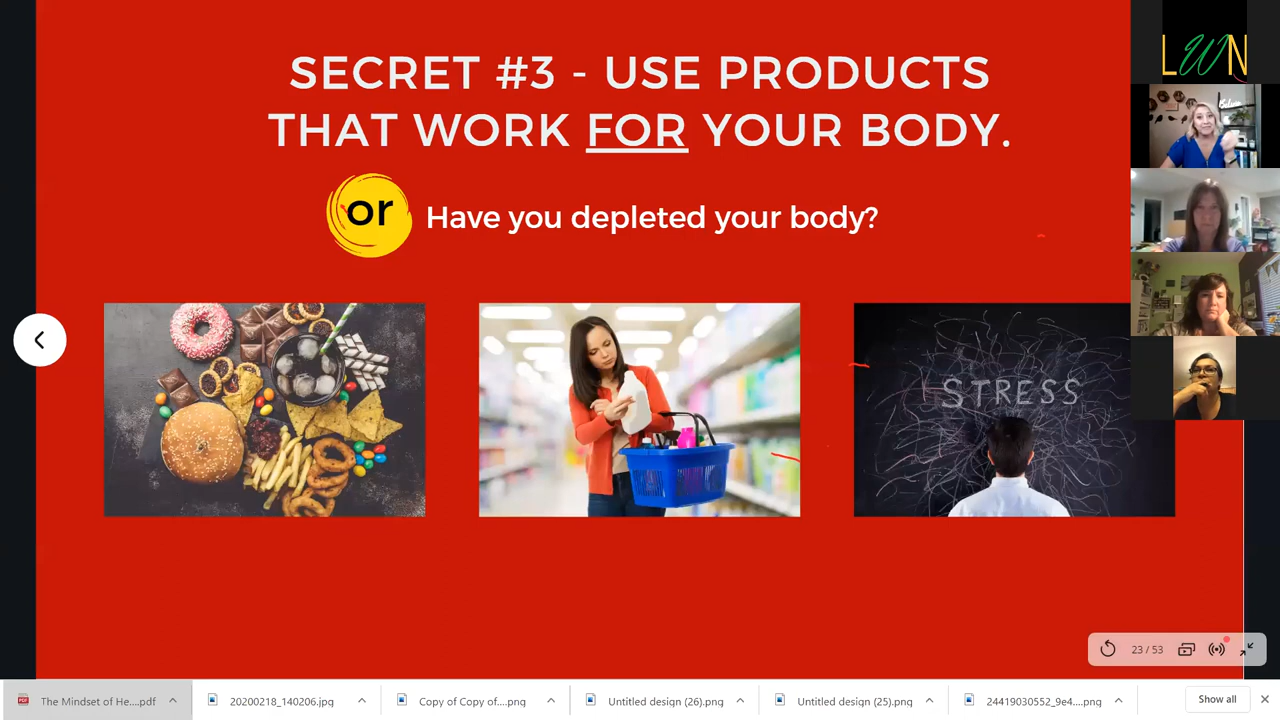 SECRET #3 - USE PRODUCTS
THAT WORK FOR YOUR BODY.
or Have you depleted your body?
STRESS
LWN
23 / 53
The Mindset of He....pdf
20200218_140206.jpg
Copy of Copy of....png
Untitled design (26).png
Untitled design (25).png
24419030552_9e4....png
Show all